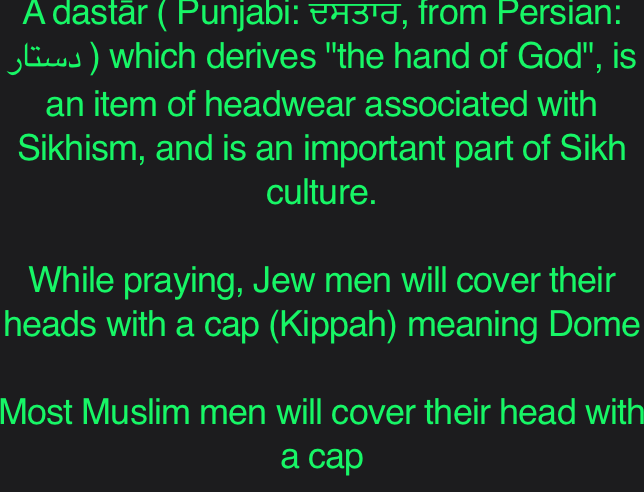 A dastār ( Punjabi: ਦਸਤਾਰ, from Persian:
دستار ) which derives "the hand of God", is
an item of headwear associated with
Sikhism, and is an important part of Sikh
culture.
While praying, Jew men will cover their
heads with a cap (Kippah) meaning Dome
Most Muslim men will cover their head with
a cap